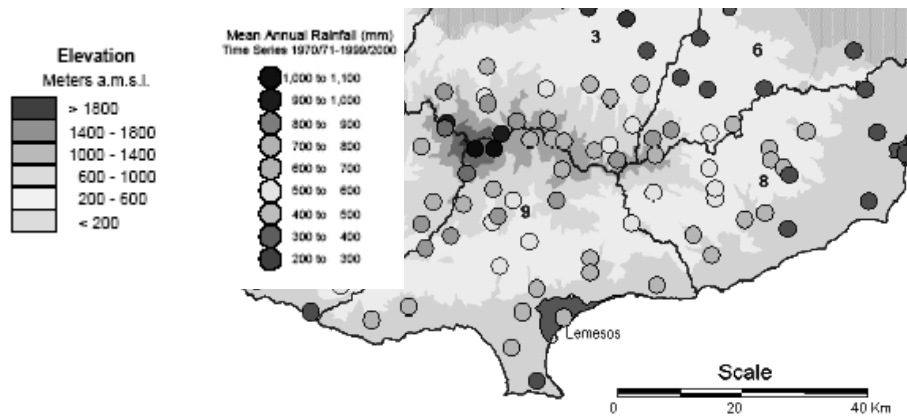 Elevation
Meters a.m.s.l.
> 1800
1400 - 1800
1000 - 1400
600 - 1000
200 - 600
< 200
Mean Annual Rainfall (mm)
Time Series 1970/71-1999/2000
1,000 to 1,100
900 to 1,000
800 to 900
700 to 800
600 to 700
500 to 600
400 to 500
300 to 400
200 to 300
3
6
8
9
Lemesos
Scale
0 20 40 Km